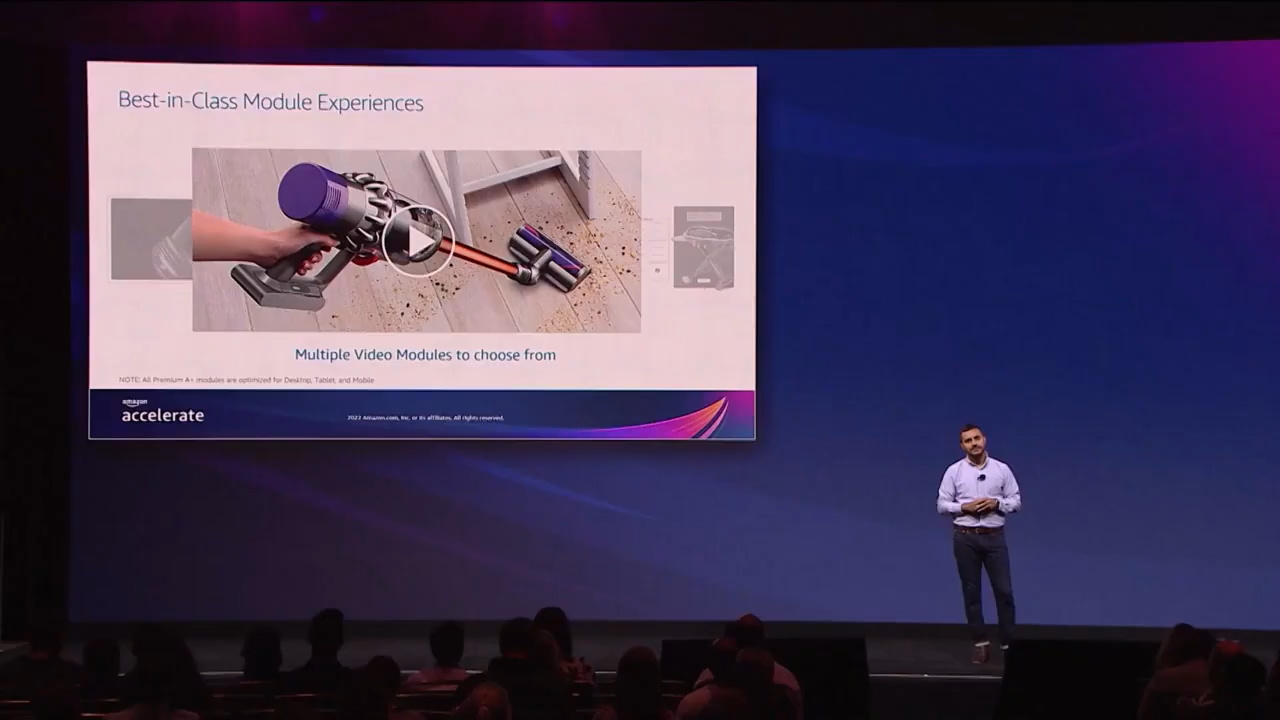 Best-in-Class Module Experiences
Multiple Video Modules to choose from
NOTE: All Premium A+ modules are optimized for Desktop, Tablet, and Mobile
amazon
accelerate
2022 Amazon.com, Inc. or its affiliates. All rights reserved.